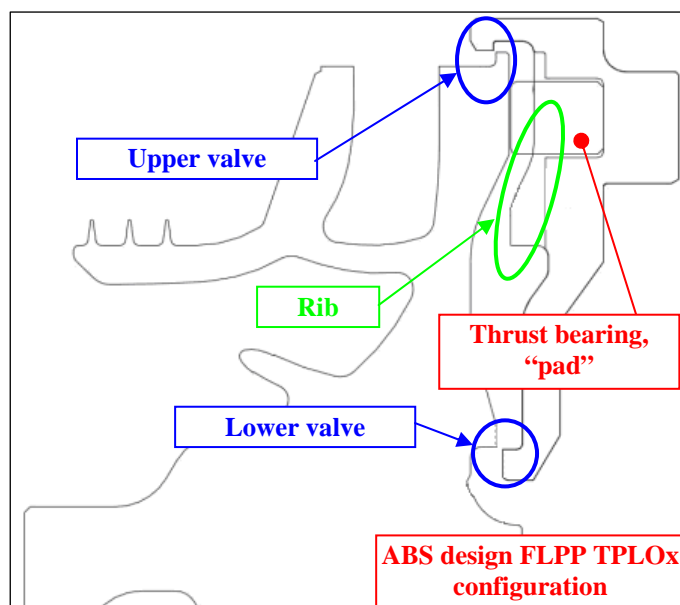 Upper valve
Rib
Thrust bearing,
“pad”
Lower valve
ABS design FLPP TPLOx
configuration